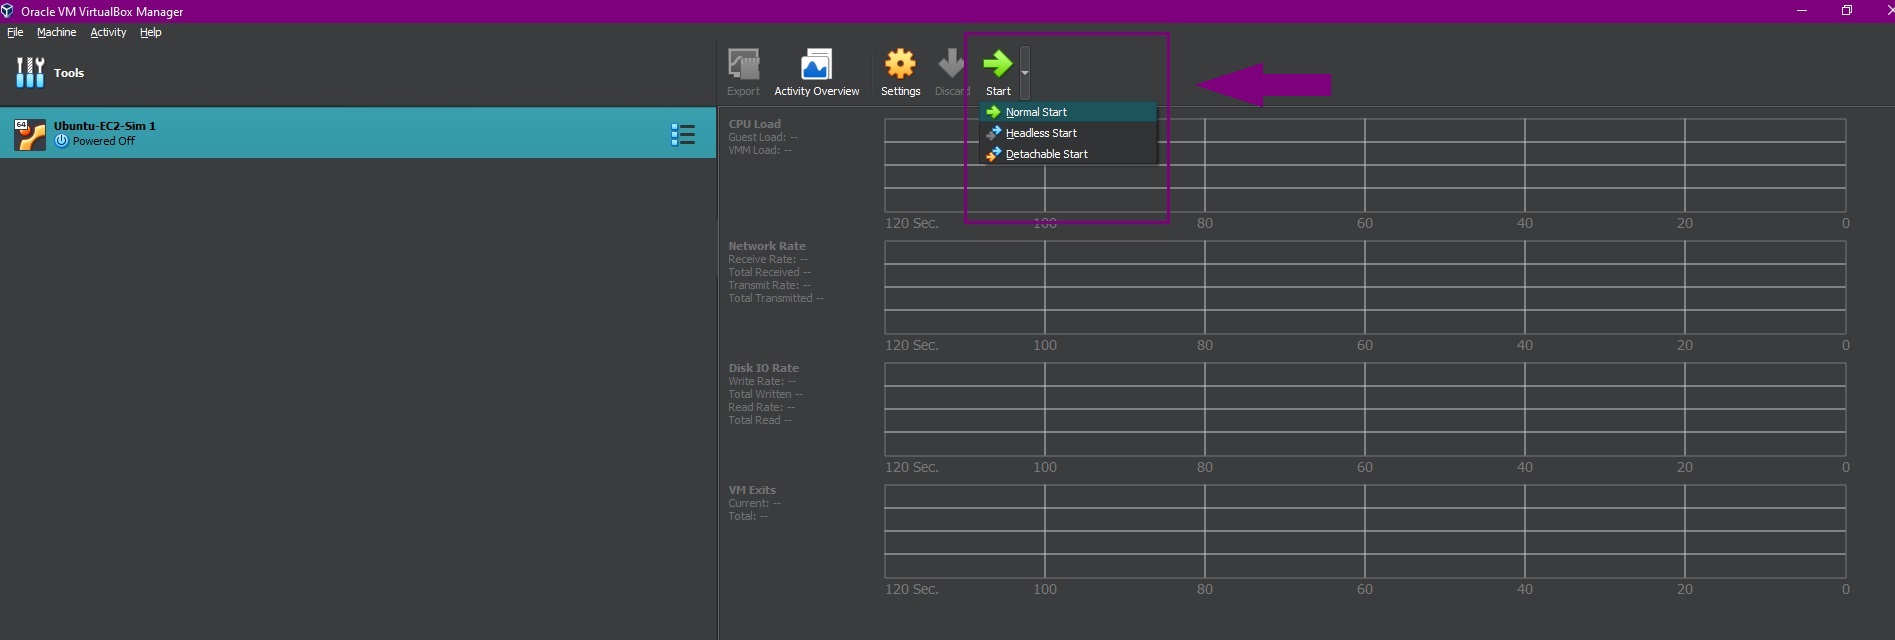 Oracle VM VirtualBox Manager
File Machine Activity Help
Tools
Export Activity Overview Settings Discard Start
Normal Start
Headless Start
Detachable Start
64
Ubuntu-EC2-Sim 1
Powered Off
CPU Load
Guest Load: --
VMM Load: --
120 Sec. 100 80 60 40 20 0
Network Rate
Receive Rate: --
Total Received --
Transmit Rate: --
Total Transmitted --
120 Sec. 100 80 60 40 20 0
Disk IO Rate
Write Rate: --
Total Written --
Read Rate: --
Total Read --
120 Sec. 100 80 60 40 20 0
VM Exits
Current: --
Total: --
120 Sec. 100 80 60 40 20 0